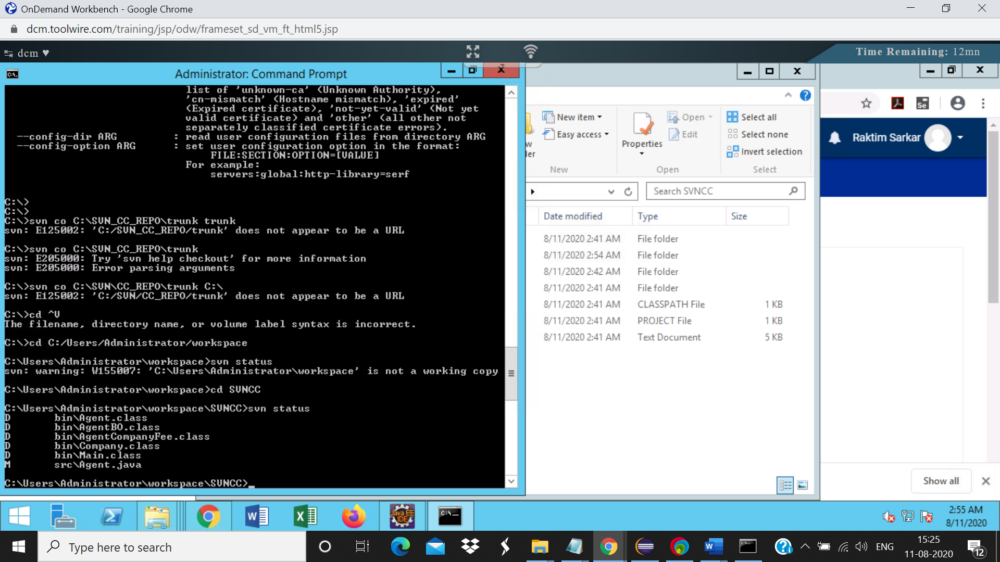 OnDemand Workbench - Google Chrome
dcm.toolwire.com/training/jsp/odw/frameset_sd_vm_ft_html5.jsp
dcm ♥
Time Remaining: 12mn
Administrator: Command Prompt
list of 'unknown-ca' (Unknown Authority),
'cn-mismatch' (Hostname mismatch), 'expired'
(Expired certificate), 'not-yet-valid' (Not yet
valid certificate) and 'other' (all other not
separately classified certificate errors).
--config-dir ARG : read user configuration files from directory ARG
--config-option ARG : set user configuration option in the format:
FILE:SECTION:OPTION=[VALUE]
For example:
servers:global:http-library=serf
C:\>
C:\>
C:\>svn co C:\SVN_CC_REPO\trunk trunk
svn: E125002: 'C:/SVN_CC_REPO/trunk' does not appear to be a URL
C:\>svn co C:\SVN_CC_REPO\trunk
svn: E205000: Try 'svn help checkout' for more information
svn: E205000: Error parsing arguments
C:\>svn co C:\SVN\CC_REPO\trunk C:\
svn: E125002: 'C:/SVN/CC_REPO/trunk' does not appear to be a URL
C:\>cd ^V
The filename, directory name, or volume label syntax is incorrect.
C:\>cd C:/Users/Administrator/workspace
C:\Users\Administrator\workspace>svn status
svn: warning: W155007: 'C:\Users\Administrator\workspace' is not a working copy
C:\Users\Administrator\workspace>cd SVNCC
C:\Users\Administrator\workspace\SVNCC>svn status
D bin\Agent.class
D bin\AgentBO.class
D bin\AgentCompanyFee.class
D bin\Company.class
D bin\Main.class
M src\Agent.java
C:\Users\Administrator\workspace\SVNCC>_
w
der
New item
Easy access
New
Properties
Open
Edit
Open
Select all
Select none
Invert selection
Select
Search SVNCC
Date modified Type Size
8/11/2020 2:41 AM File folder
8/11/2020 2:54 AM File folder
8/11/2020 2:42 AM File folder
8/11/2020 2:41 AM File folder
8/11/2020 2:41 AM CLASSPATH File 1 KB
8/11/2020 2:41 AM PROJECT File 1 KB
8/11/2020 2:41 AM Text Document 5 KB
Se
Raktim Sarkar
Show all
Java EE
IDE
2:55 AM
8/11/2020
Type here to search
ENG
15:25
11-08-2020
12